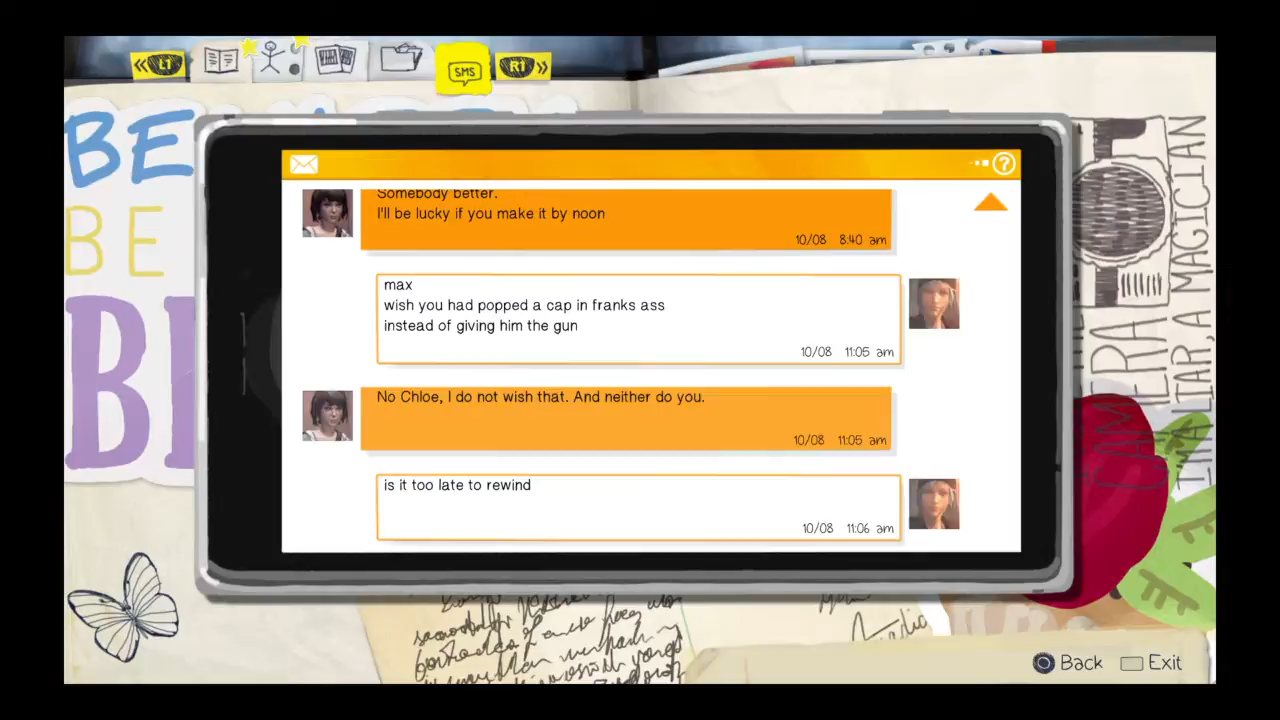 L1
SMS
R1
BE
BE
Somebody better.
I'll be lucky if you make it by noon
10/08 8:40 am
max
wish you had popped a cap in franks ass
instead of giving him the gun
10/08 11:05 am
No Chloe, I do not wish that. And neither do you.
10/08 11:05 am
is it too late to rewind
10/08 11:06 am
CAMERA
I'M A LIAR, A MAGICIAN
Back
Exit